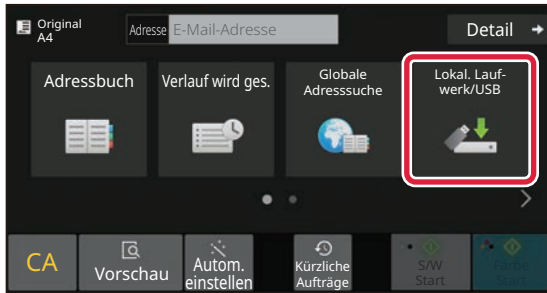 Original
A4
Adresse E-Mail-Adresse
Detail
Adressbuch
Verlauf wird ges.
Globale
Adresssuche
Lokal. Lauf-
werk/USB
CA
Vorschau
Autom.
einstellen
Kürzliche
Aufträge
S/W
Start
Farbe
Start